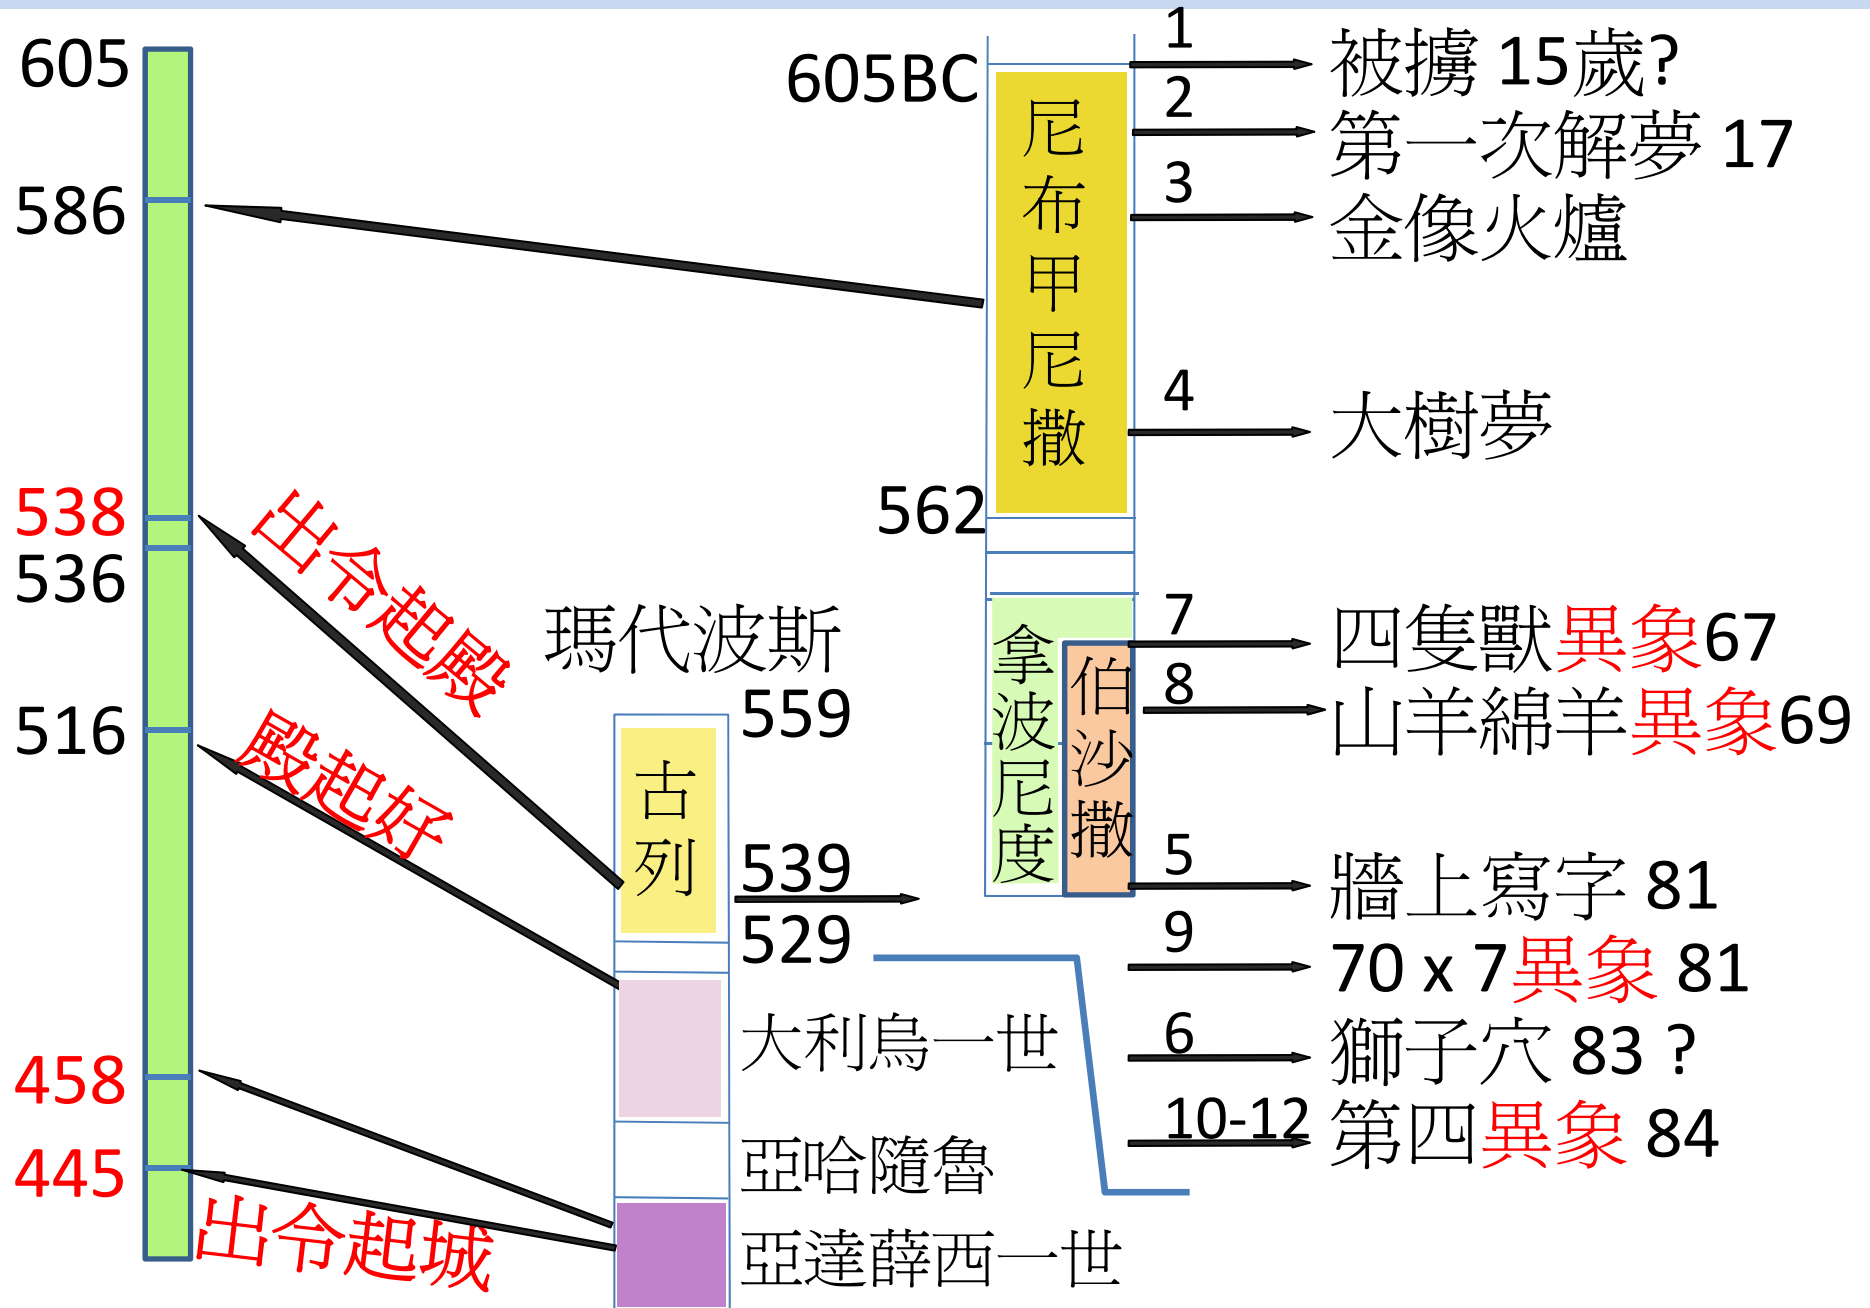 605
586
538
536
516
458
445
出令起殿
殿起好
出令起城
瑪代波斯
559
古列
539
529
大利烏一世
亞哈隨魯
亞達薛西一世
605BC
尼布甲尼撒
562
拿波尼度
伯沙撒
1
被擄 15歲?
2
第一次解夢 17
3
金像火爐
4
大樹夢
7
四隻獸異象67
8
山羊綿羊異象69
5
牆上寫字 81
9
70 x 7異象 81
6
獅子穴 83 ?
10-12
第四異象 84